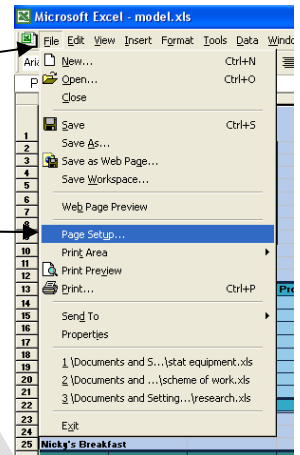 Microsoft Excel - model.xls
File Edit View Insert Format Tools Data
New... Ctrl+N
Open... Ctrl+O
Close
Save Ctrl+S
Save As...
Save as Web Page...
Save Workspace...
Web Page Preview
Page Setup...
Print Area
Print Preview
Print... Ctrl+P
Send To
Properties
1 \Documents and S...\stat equipment.xls
2 \Documents and ...\scheme of work.xls
3 \Documents and Setting...\research.xls
Exit
1
2
3
4
5
6
7
8
9
10
11
12
13
14
15
16
17
18
19
20
21
22
23
24
25 Nicky's Breakfast